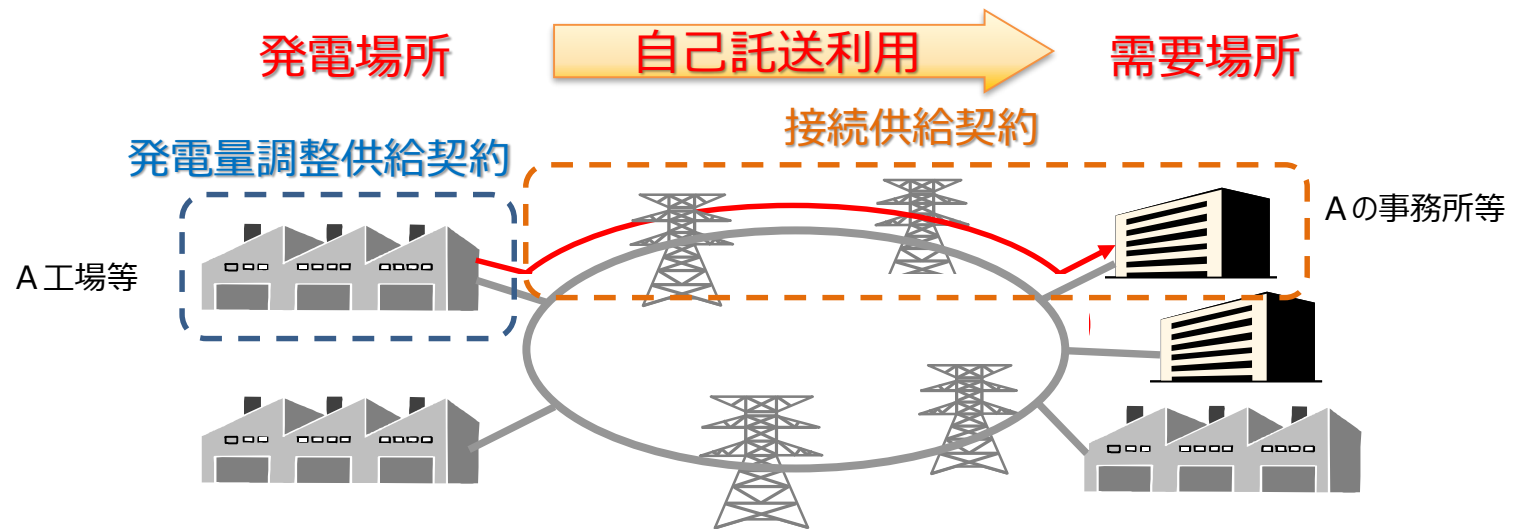 発電場所
自己託送利用
需要場所
接続供給契約
発電量調整供給契約
Aの事務所等
A工場等